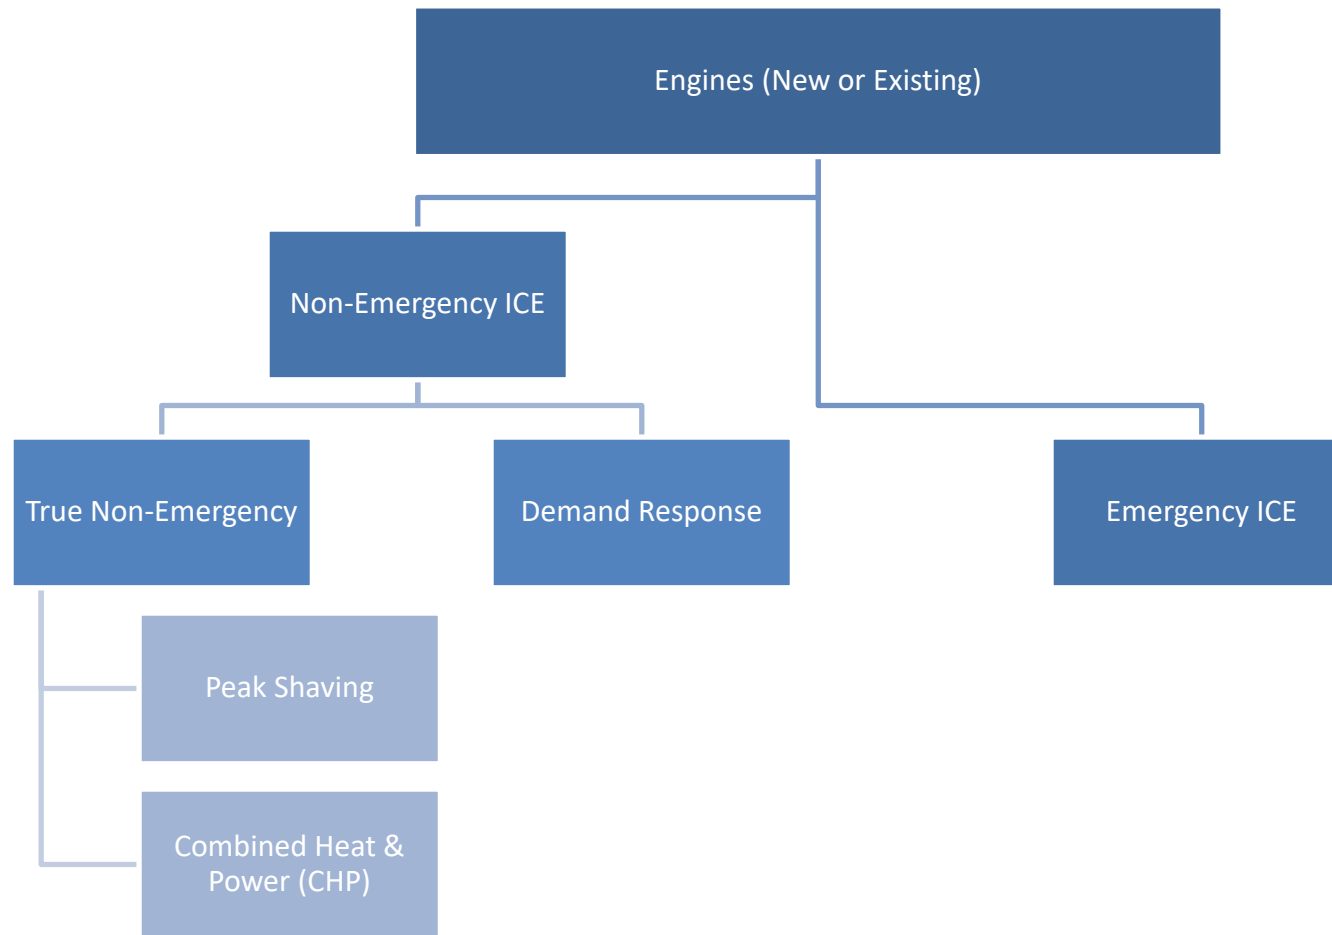 Engines (New or Existing)
Non-Emergency ICE
True Non-Emergency
Demand Response
Emergency ICE
Peak Shaving
Combined Heat &
Power (CHP)